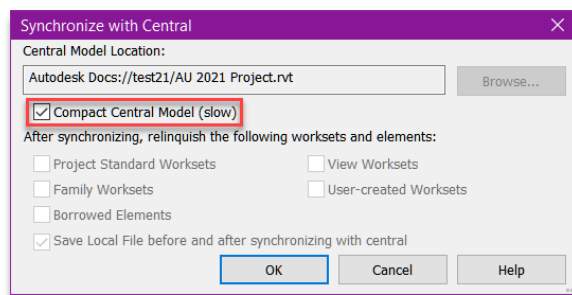 Synchronize with Central
Central Model Location:
Autodesk Docs://test21/AU 2021 Project.rvt
Browse...
Compact Central Model (slow)
After synchronizing, relinquish the following worksets and elements:
Project Standard Worksets
View Worksets
Family Worksets
User-created Worksets
Borrowed Elements
Save Local File before and after synchronizing with central
OK
Cancel
Help